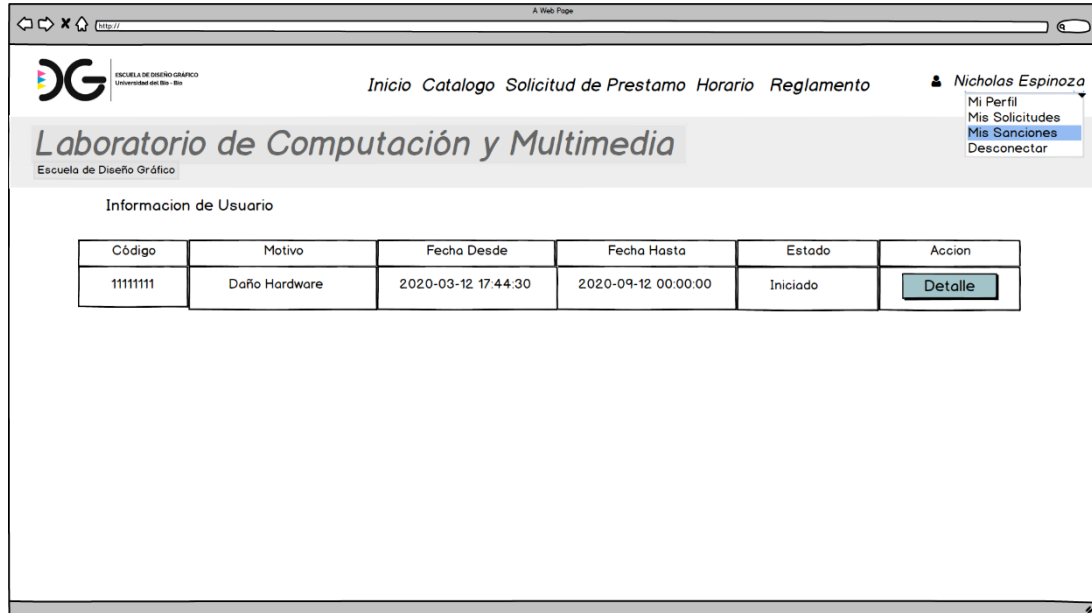 A Web Page
http://
DG ESCUELA DE DISEÑO GRÁFICO
Universidad del Bío - Bío
Inicio Catalogo Solicitud de Prestamo Horario Reglamento
Nicholas Espinoza
Mi Perfil
Mis Solicitudes
Mis Sanciones
Desconectar
Laboratorio de Computación y Multimedia
Escuela de Diseño Gráfico
Informacion de Usuario
Código Motivo Fecha Desde Fecha Hasta Estado Accion
11111111 Daño Hardware 2020-03-12 17:44:30 2020-09-12 00:00:00 Iniciado Detalle